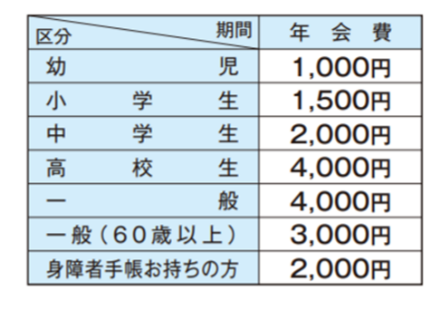 区分 期間 年会費
幼児 1,000円
小学生 1,500円
中学生 2,000円
高校生 4,000円
一般 4,000円
一般(60歳以上) 3,000円
身障者手帳お持ちの方 2,000円